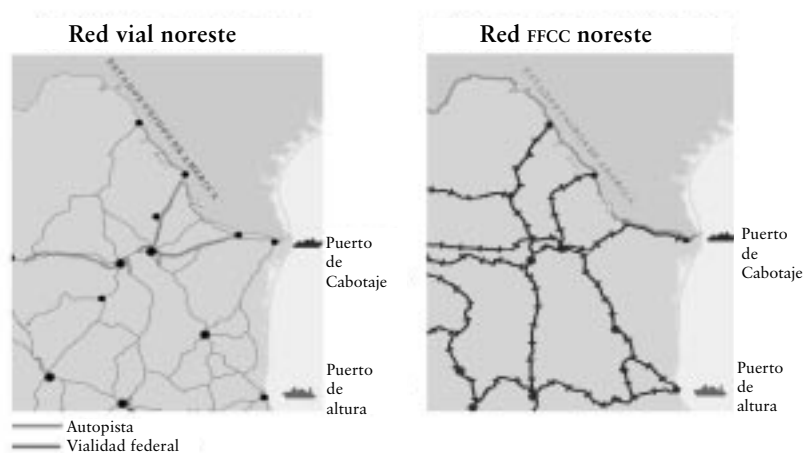 Red vial noreste
Puerto
de
Cabotaje
Puerto
de
altura
Autopista
Vialidad federal
Red FFCC noreste
Puerto
de
Cabotaje
Puerto
de
altura